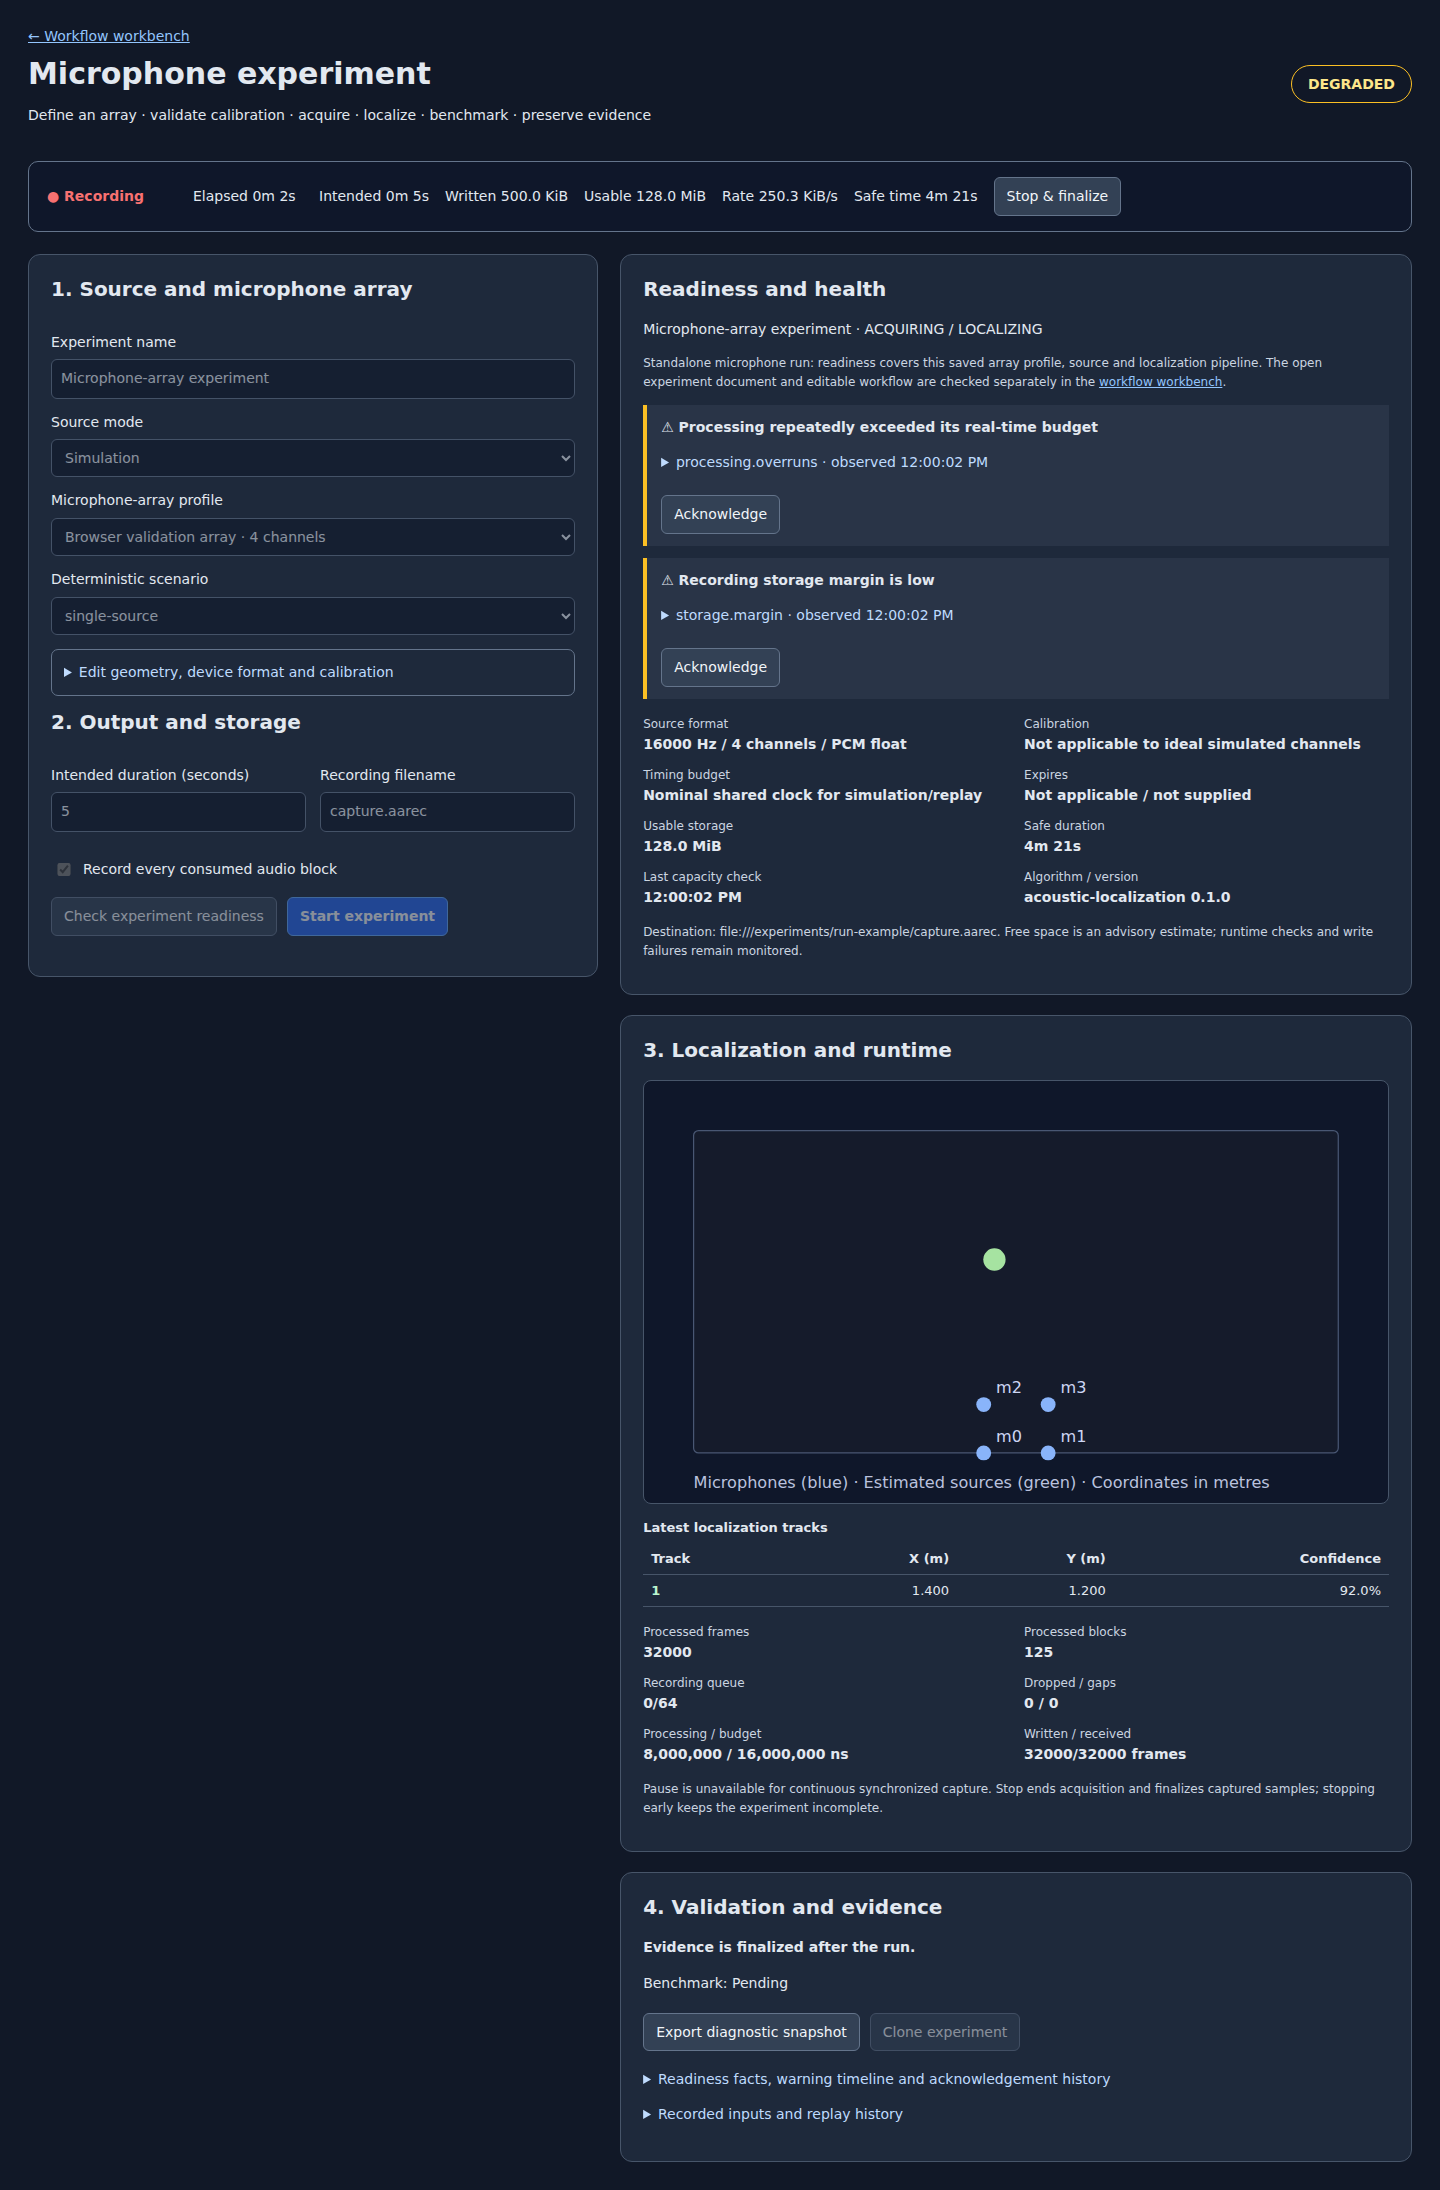 ← Workflow workbench
Microphone experiment
DEGRADED
Define an array · validate calibration · acquire · localize · benchmark · preserve evidence
● Recording Elapsed 0m 2s Intended 0m 5s Written 500.0 KiB Usable 128.0 MiB Rate 250.3 KiB/s Safe time 4m 21s Stop & finalize
1. Source and microphone array
Experiment name
Microphone-array experiment
Source mode
Simulation
Microphone-array profile
Browser validation array · 4 channels
Deterministic scenario
single-source
▶ Edit geometry, device format and calibration
2. Output and storage
Intended duration (seconds) Recording filename
5 capture.aarec
Record every consumed audio block
Check experiment readiness Start experiment
Readiness and health
Microphone-array experiment · ACQUIRING / LOCALIZING
Standalone microphone run: readiness covers this saved array profile, source and localization pipeline. The open
experiment document and editable workflow are checked separately in the workflow workbench.
⚠ Processing repeatedly exceeded its real-time budget
▶ processing.overruns · observed 12:00:02 PM
Acknowledge
⚠ Recording storage margin is low
▶ storage.margin · observed 12:00:02 PM
Acknowledge
Source format Calibration
16000 Hz / 4 channels / PCM float Not applicable to ideal simulated channels
Timing budget Expires
Nominal shared clock for simulation/replay Not applicable / not supplied
Usable storage Safe duration
128.0 MiB 4m 21s
Last capacity check Algorithm / version
12:00:02 PM acoustic-localization 0.1.0
Destination: file:///experiments/run-example/capture.aarec. Free space is an advisory estimate; runtime checks and write
failures remain monitored.
3. Localization and runtime
m2 m3
m0 m1
Microphones (blue) · Estimated sources (green) · Coordinates in metres
Latest localization tracks
Track X (m) Y (m) Confidence
1 1.400 1.200 92.0%
Processed frames Processed blocks
32000 125
Recording queue Dropped / gaps
0/64 0 / 0
Processing / budget Written / received
8,000,000 / 16,000,000 ns 32000/32000 frames
Pause is unavailable for continuous synchronized capture. Stop ends acquisition and finalizes captured samples; stopping
early keeps the experiment incomplete.
4. Validation and evidence
Evidence is finalized after the run.
Benchmark: Pending
Export diagnostic snapshot Clone experiment
▶ Readiness facts, warning timeline and acknowledgement history
▶ Recorded inputs and replay history